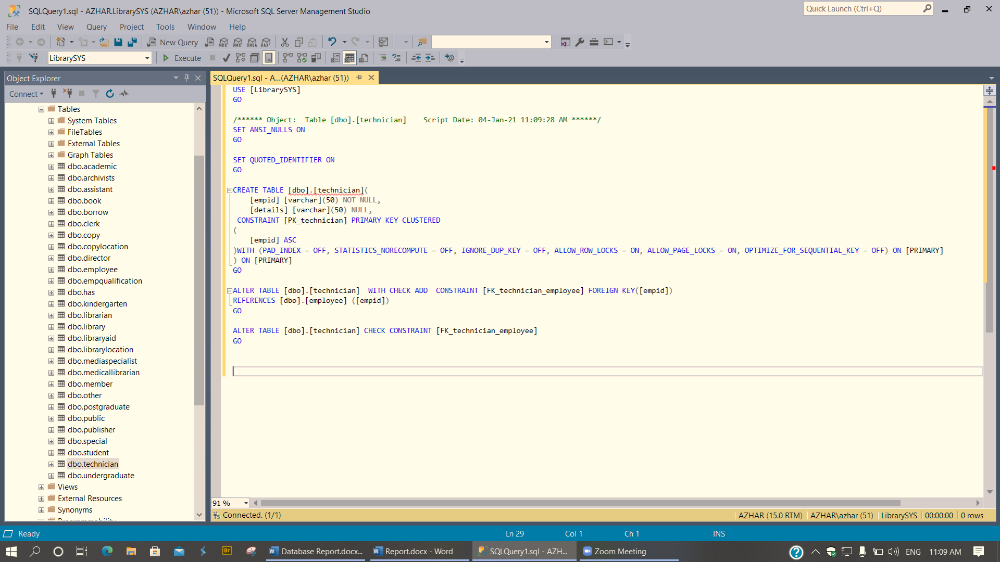 SQLQuery1.sql - AZHAR.LibrarySYS (AZHAR\azhar (51)) - Microsoft SQL Server Management Studio
Quick Launch (Ctrl+Q)
File Edit View Query Project Tools Window Help
New Query MDX DMX XMLA DAX
LibrarySYS Execute
Object Explorer
Connect
Tables
System Tables
FileTables
External Tables
Graph Tables
dbo.academic
dbo.archivists
dbo.assistant
dbo.book
dbo.borrow
dbo.clerk
dbo.copy
dbo.copylocation
dbo.director
dbo.employee
dbo.empqualification
dbo.has
dbo.kindergarten
dbo.librarian
dbo.library
dbo.libraryaid
dbo.librarylocation
dbo.mediaspecialist
dbo.medicallibrarian
dbo.member
dbo.other
dbo.postgraduate
dbo.public
dbo.publisher
dbo.special
dbo.student
dbo.technician
dbo.undergraduate
Views
External Resources
Synonyms
Programmability
SQLQuery1.sql - A...(AZHAR\azhar (51))
USE [LibrarySYS]
GO
/****** Object:  Table [dbo].[technician]    Script Date: 04-Jan-21 11:09:28 AM ******/
SET ANSI_NULLS ON
GO
SET QUOTED_IDENTIFIER ON
GO
CREATE TABLE [dbo].[technician](
[empid] [varchar](50) NOT NULL,
[details] [varchar](50) NULL,
CONSTRAINT [PK_technician] PRIMARY KEY CLUSTERED
(
[empid] ASC
)WITH (PAD_INDEX = OFF, STATISTICS_NORECOMPUTE = OFF, IGNORE_DUP_KEY = OFF, ALLOW_ROW_LOCKS = ON, ALLOW_PAGE_LOCKS = ON, OPTIMIZE_FOR_SEQUENTIAL_KEY = OFF) ON [PRIMARY]
) ON [PRIMARY]
GO
ALTER TABLE [dbo].[technician]  WITH CHECK ADD  CONSTRAINT [FK_technician_employee] FOREIGN KEY([empid])
REFERENCES [dbo].[employee] ([empid])
GO
ALTER TABLE [dbo].[technician] CHECK CONSTRAINT [FK_technician_employee]
GO
91 %
Connected. (1/1) AZHAR (15.0 RTM) AZHAR\azhar (51) LibrarySYS 00:00:00 0 rows
Ready Ln 29 Col 1 Ch 1 INS
Br Database Report.docx... Report.docx - Word SQLQuery1.sql - AZH... Zoom Meeting ENG 11:09 AM